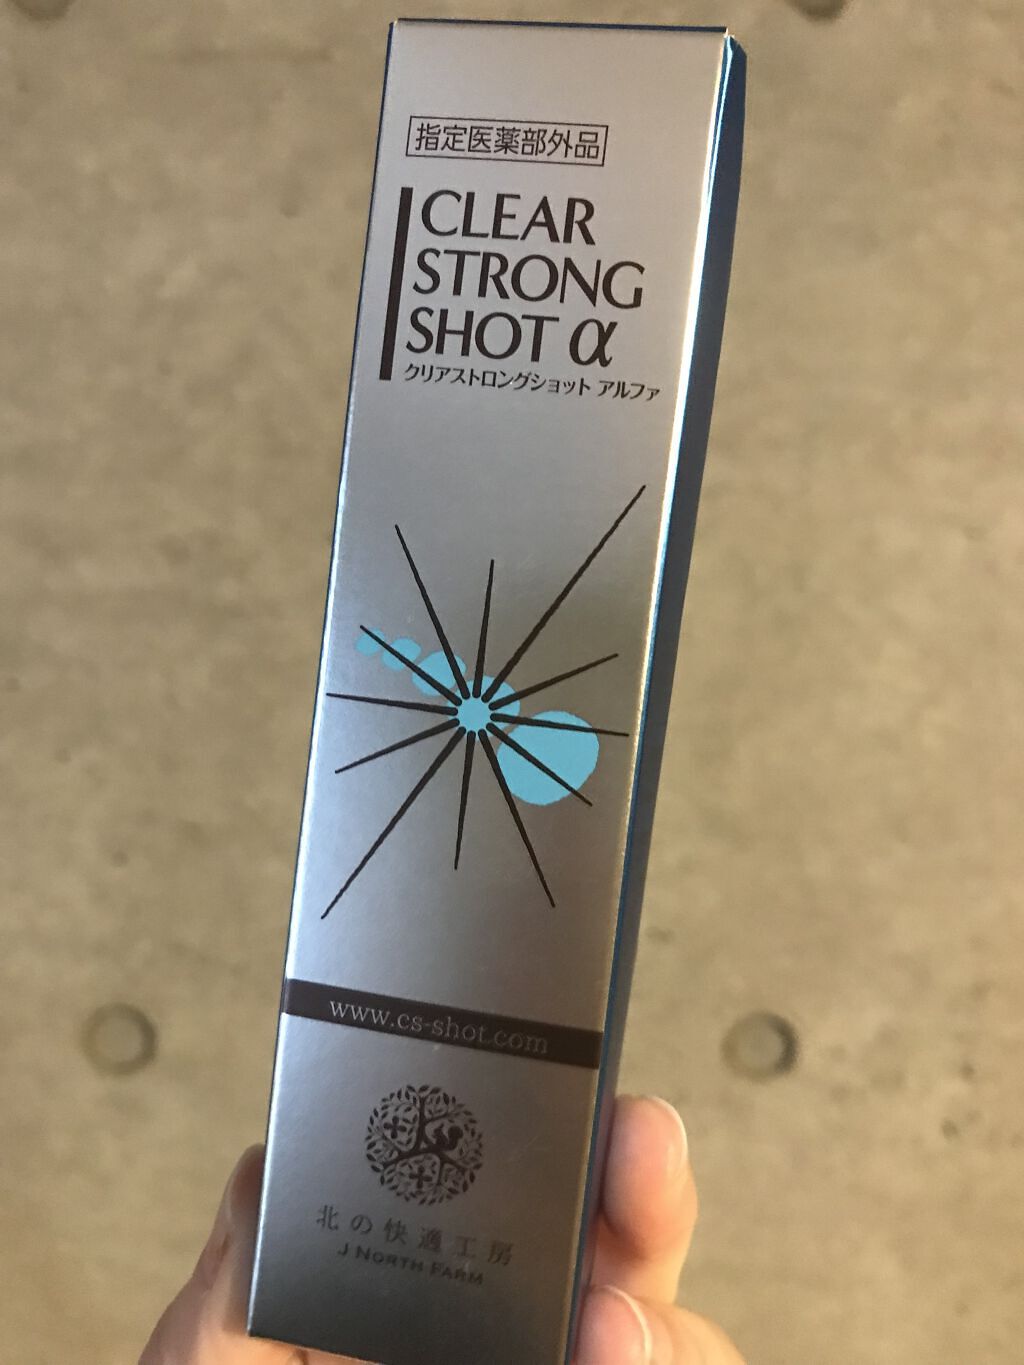 指定医薬部外品
CLEAR
STRONG
SHOT α
クリアストロングショット アルファ
www.cs-shot.com
北の快適工房
J NORTH FARM